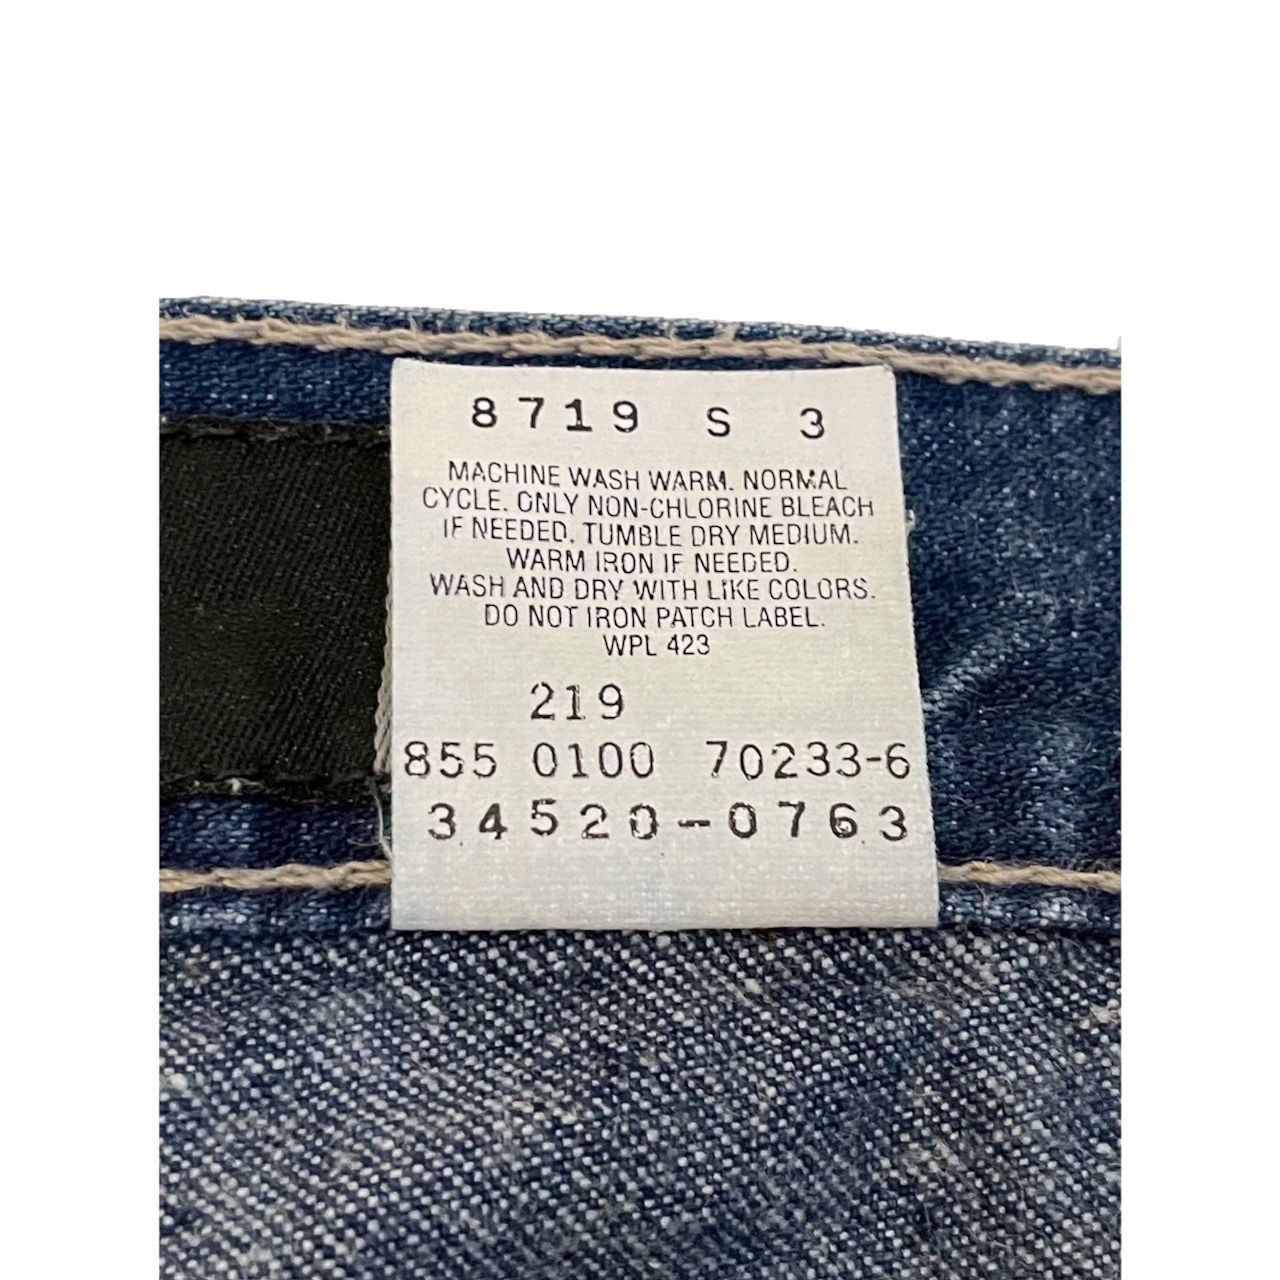 8719 S 3
MACHINE WASH WARM. NORMAL
CYCLE. ONLY NON-CHLORINE BLEACH
IF NEEDED. TUMBLE DRY MEDIUM.
WARM IRON IF NEEDED.
WASH AND DRY WITH LIKE COLORS.
DO NOT IRON PATCH LABEL.
WPL 423
219
855 0100 70233-6
34520-0763